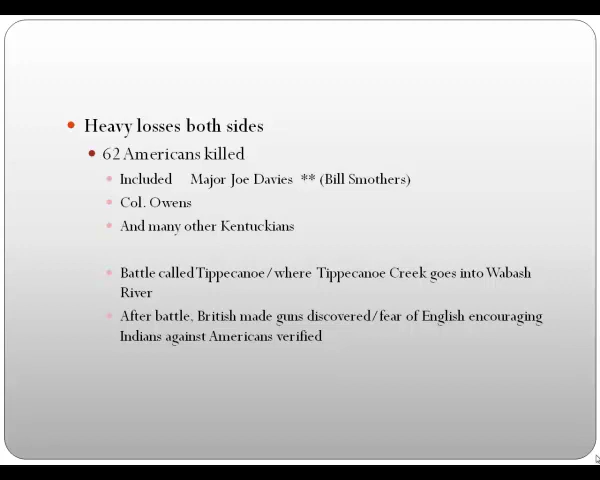 Heavy losses both sides
62 Americans killed
Included Major Joe Davies ** (Bill Smothers)
Col. Owens
And many other Kentuckians
Battle called Tippecanoe/where Tippecanoe Creek goes into Wabash
River
After battle, British made guns discovered/fear of English encouraging
Indians against Americans verified